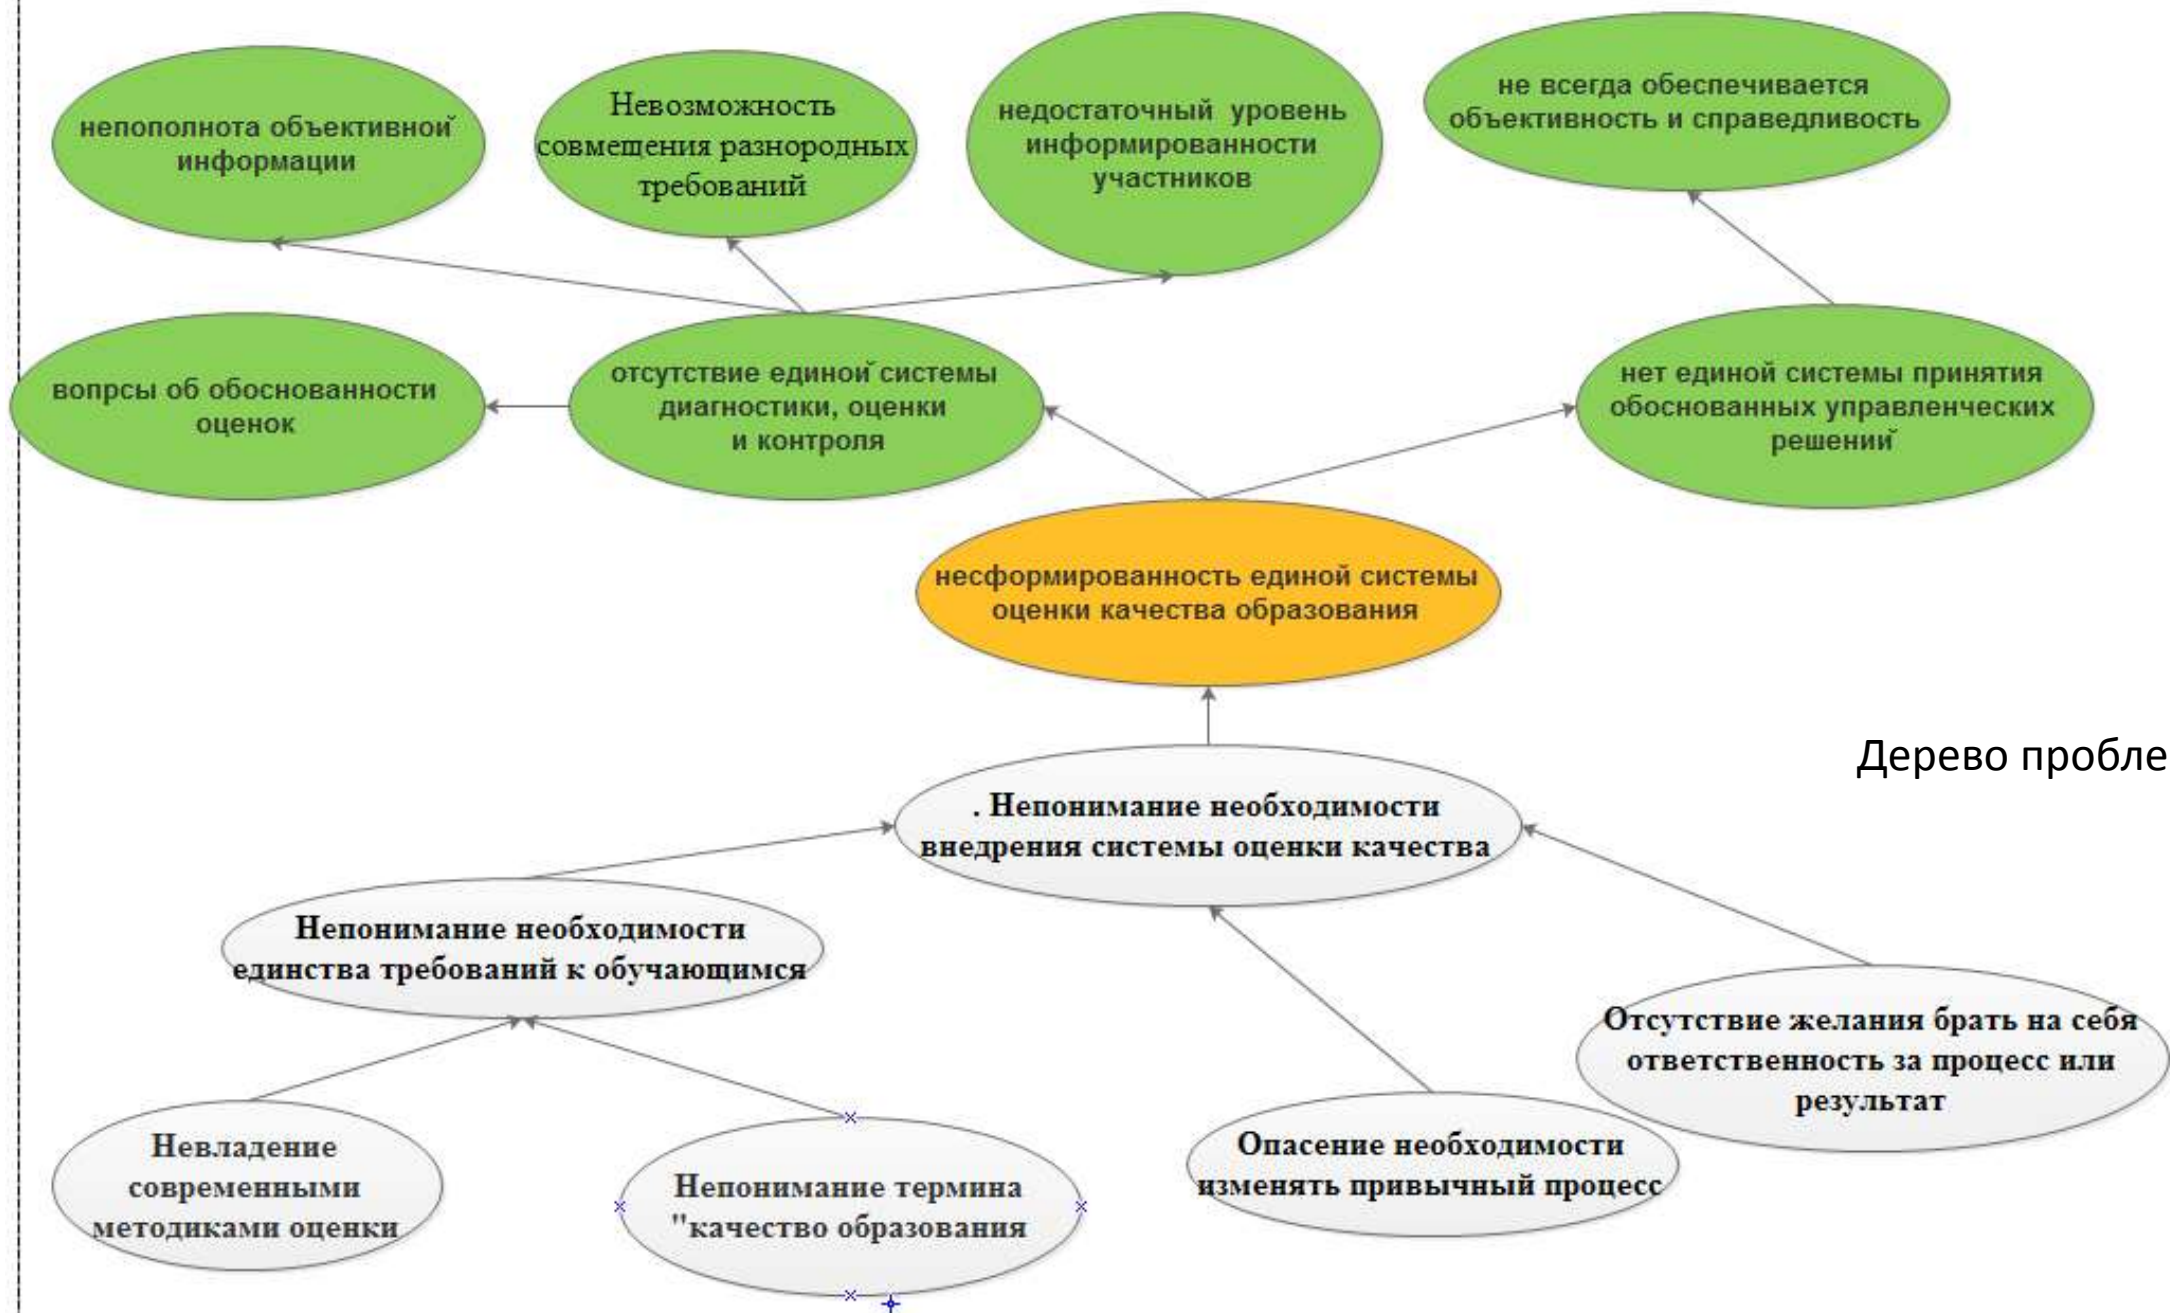 непополнота объективной
информации
Невозможность
совмещения разнородных
требований
недостаточный уровень
информированности
участников
не всегда обеспечивается
объективность и справедливость
вопрсы об обоснованности
оценок
отсутствие единой системы
диагностики, оценки
и контроля
нет единой системы принятия
обоснованных управленческих
решений
несформированность единой системы
оценки качества образования
Дерево пробле
. Непонимание необходимости
внедрения системы оценки качества
Непонимание необходимости
единства требований к обучающимся
Отсутствие желания брать на себя
ответственность за процесс или
результат
Невладение
современными
методиками оценки
Непонимание термина
"качество образования
Опасение необходимости
изменять привычный процесс